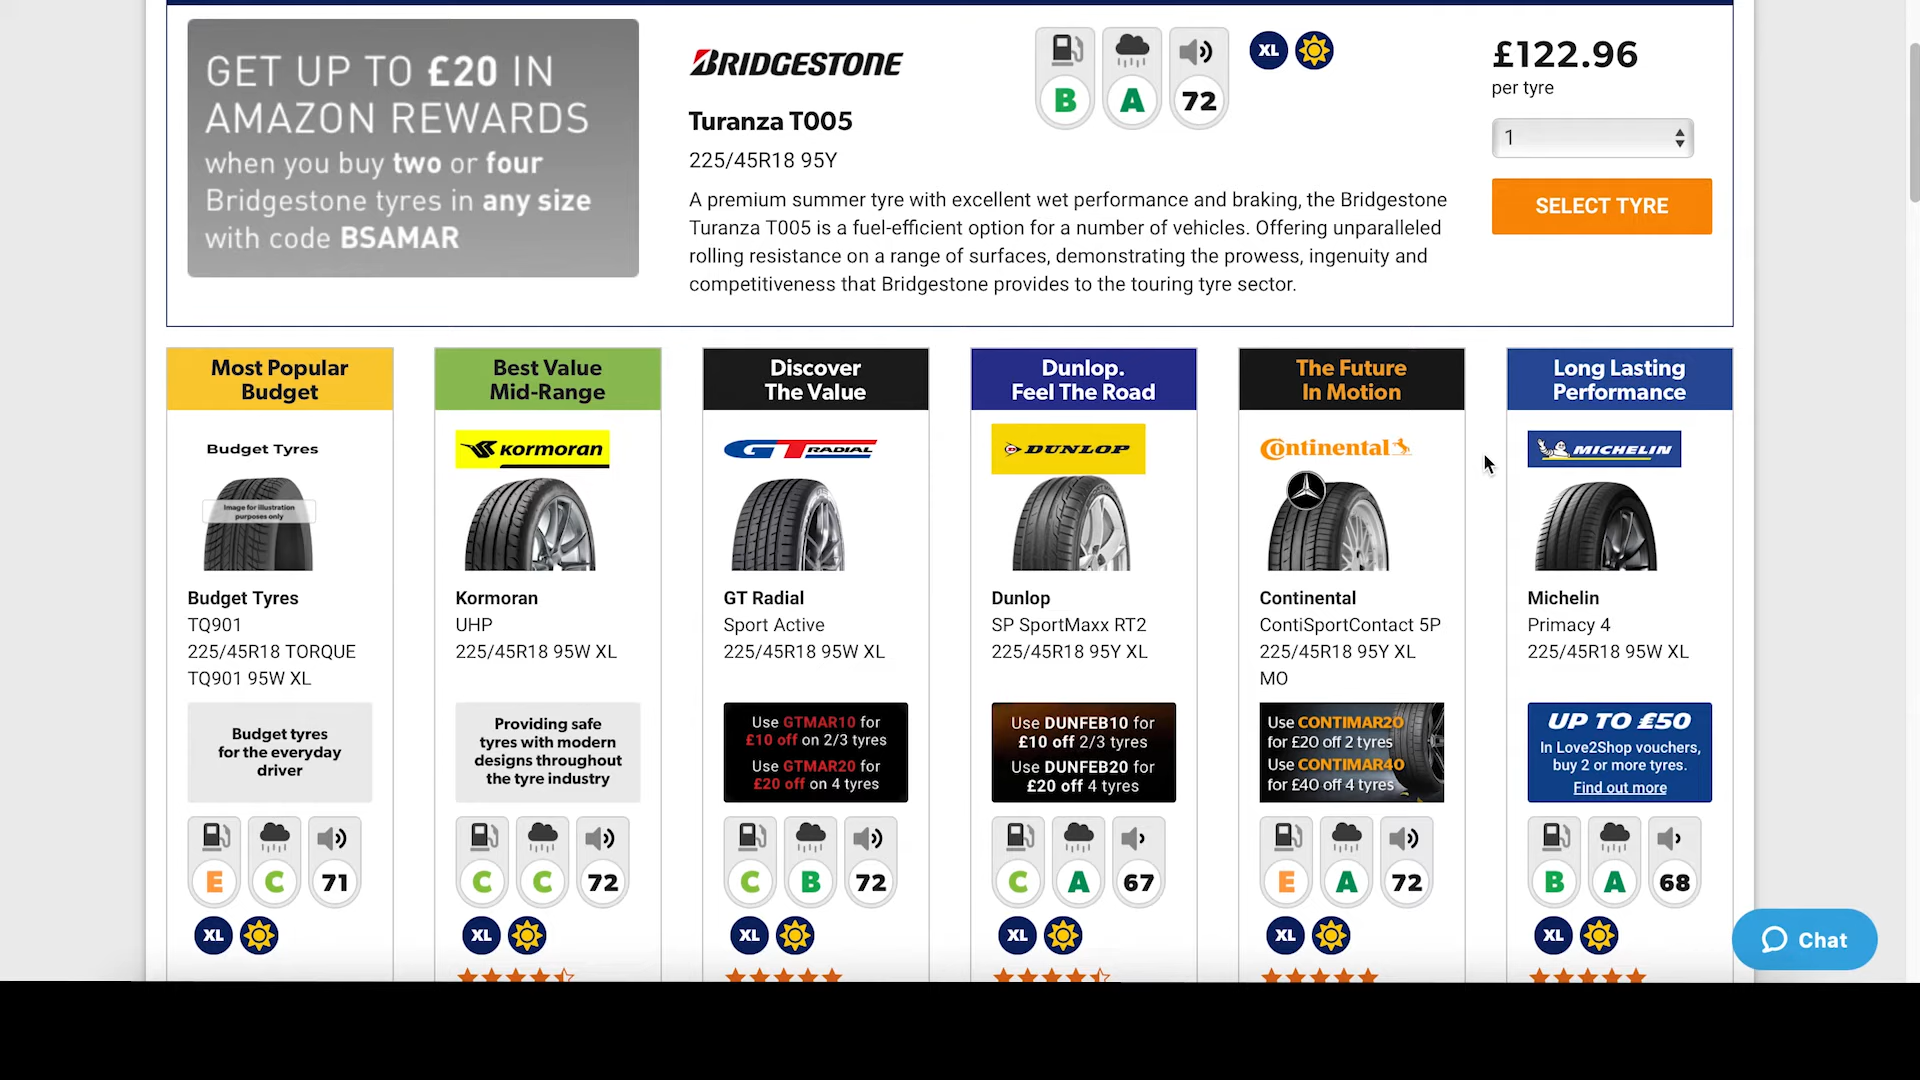 GET UP TO £20 IN
AMAZON REWARDS
when you buy two or four
Bridgestone tyres in any size
with code BSAMAR
BRIDGESTONE
Turanza T005
225/45R18 95Y
A premium summer tyre with excellent wet performance and braking, the Bridgestone
Turanza T005 is a fuel-efficient option for a number of vehicles. Offering unparalleled
rolling resistance on a range of surfaces, demonstrating the prowess, ingenuity and
competitiveness that Bridgestone provides to the touring tyre sector.
B
A
72
XL
£122.96
per tyre
1
SELECT TYRE
Most Popular
Budget
Budget Tyres
Image for illustration
purposes only
Budget Tyres
TQ901
225/45R18 TORQUE
TQ901 95W XL
Budget tyres
for the everyday
driver
E
C
71
XL
Best Value
Mid-Range
KORMORAN
Kormoran
UHP
225/45R18 95W XL
Providing safe
tyres with modern
designs throughout
the tyre industry
C
C
72
XL
Discover
The Value
GT RADIAL
GT Radial
Sport Active
225/45R18 95W XL
Use GTMAR10 for
£10 off on 2/3 tyres
Use GTMAR20 for
£20 off on 4 tyres
C
B
72
XL
Dunlop.
Feel The Road
DUNLOP
Dunlop
SP SportMaxx RT2
225/45R18 95Y XL
Use DUNFEB10 for
£10 off 2/3 tyres
Use DUNFEB20 for
£20 off 4 tyres
C
A
67
XL
The Future
In Motion
Continental
Continental
ContiSportContact 5P
225/45R18 95Y XL
MO
Use CONTIMAR20
for £20 off 2 tyres
Use CONTIMAR40
for £40 off 4 tyres
E
A
72
XL
Long Lasting
Performance
MICHELIN
Michelin
Primacy 4
225/45R18 95W XL
UP TO £50
In Love2Shop vouchers,
buy 2 or more tyres.
Find out more
B
A
68
XL
Chat